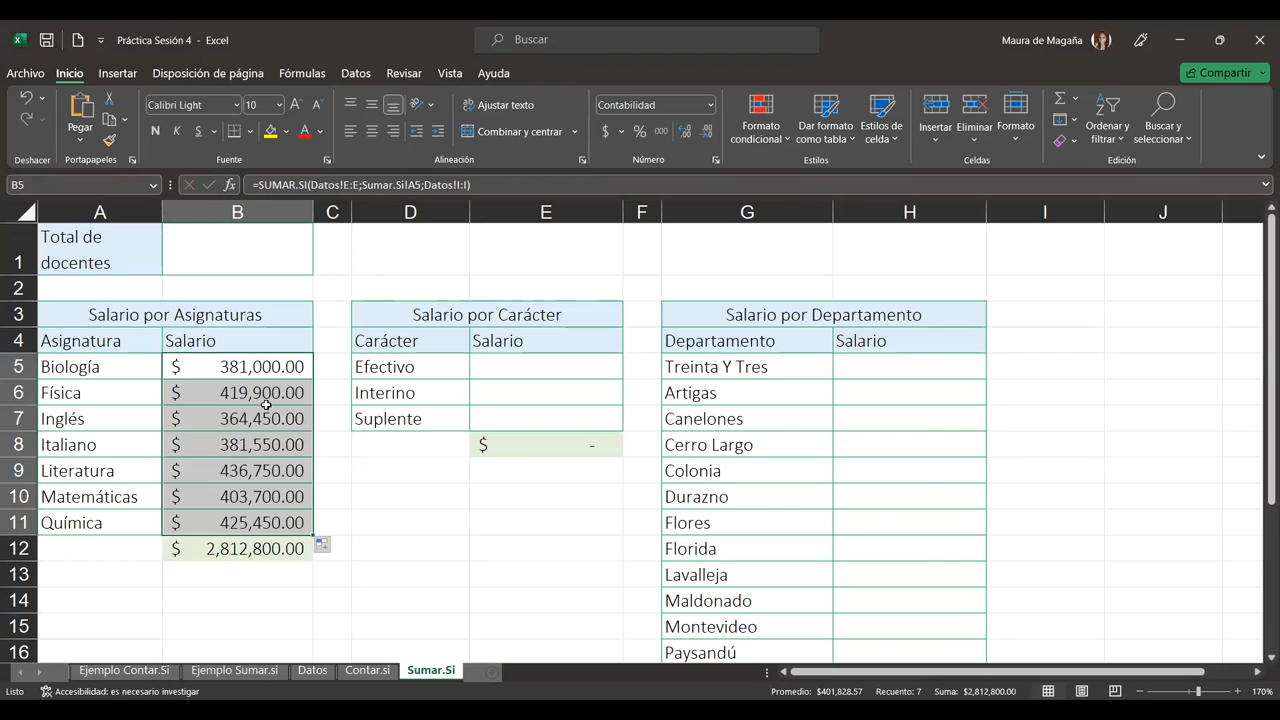 Práctica Sesión 4 - Excel
Buscar
Maura de Magaña
Archivo Inicio Insertar Disposición de página Fórmulas Datos Revisar Vista Ayuda
Compartir
Calibri Light 10
Ajustar texto
Contabilidad
Pegar
N K S
Combinar y centrar
$ % 000
Formato condicional
Dar formato como tabla
Estilos de celda
Insertar Eliminar Formato
Ordenar y filtrar
Buscar y seleccionar
Deshacer Portapapeles Fuente Alineación Número Estilos Celdas Edición
B5 fx =SUMAR.SI(Datos!E:E;Sumar.Si!A5;Datos!I:I)
A B C D E F G H I J
1 Total de
docentes
2
3 Salario por Asignaturas Salario por Carácter Salario por Departamento
4 Asignatura Salario Carácter Salario Departamento Salario
5 Biología $ 381,000.00 Efectivo Treinta Y Tres
6 Física $ 419,900.00 Interino Artigas
7 Inglés $ 364,450.00 Suplente Canelones
8 Italiano $ 381,550.00 $ - Cerro Largo
9 Literatura $ 436,750.00 Colonia
10 Matemáticas $ 403,700.00 Durazno
11 Química $ 425,450.00 Flores
12 $ 2,812,800.00 Florida
13 Lavalleja
14 Maldonado
15 Montevideo
16 Paysandú
Ejemplo Contar.Si Ejemplo Sumar.si Datos Contar.si Sumar.Si
Listo Accesibilidad: es necesario investigar Promedio: $401,828.57 Recuento: 7 Suma: $2,812,800.00 170%